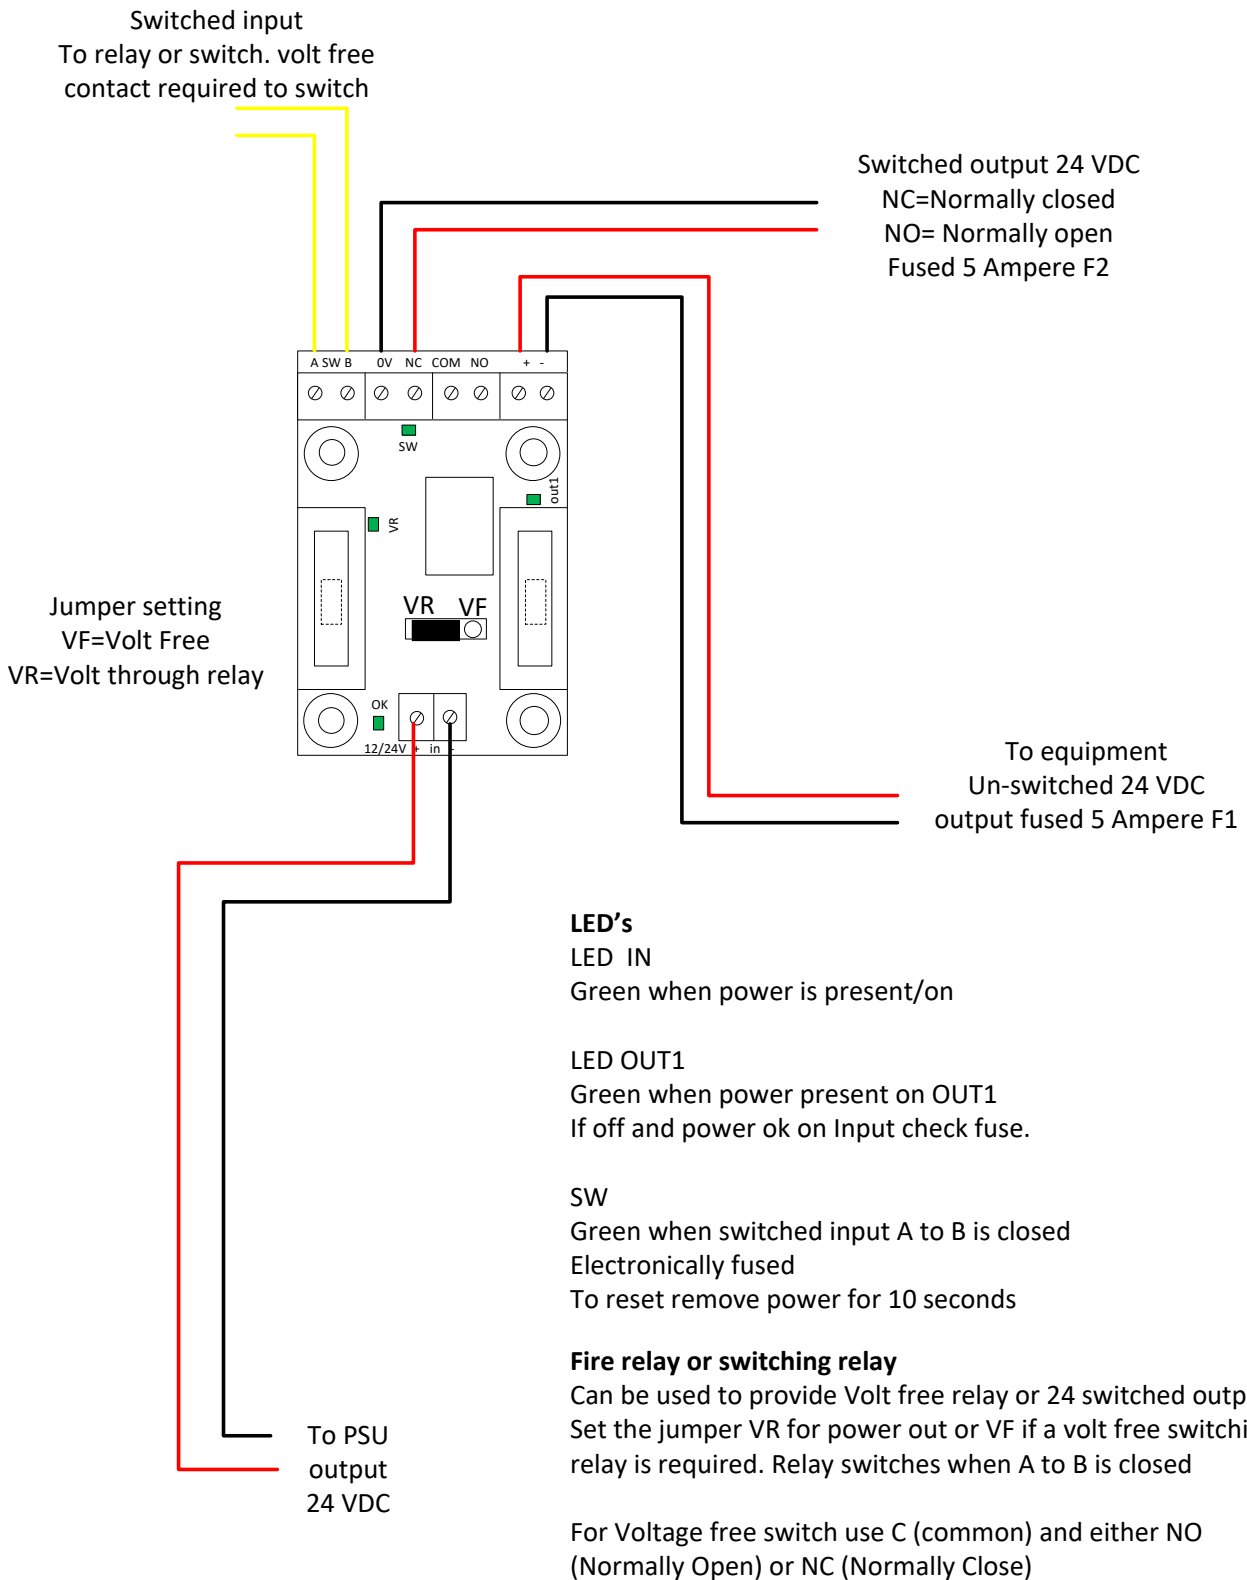 Switched input
To relay or switch. volt free
contact required to switch
Switched output 24 VDC
NC=Normally closed
NO= Normally open
Fused 5 Ampere F2
A SW B 0V NC COM NO + -
SW
out1
VR
VR VF
Jumper setting
VF=Volt Free
VR=Volt through relay
OK
12/24V + in -
To equipment
Un-switched 24 VDC
output fused 5 Ampere F1
LED’s
LED IN
Green when power is present/on
LED OUT1
Green when power present on OUT1
If off and power ok on Input check fuse.
SW
Green when switched input A to B is closed
Electronically fused
To reset remove power for 10 seconds
Fire relay or switching relay
Can be used to provide Volt free relay or 24 switched outp
Set the jumper VR for power out or VF if a volt free switchi
relay is required. Relay switches when A to B is closed
For Voltage free switch use C (common) and either NO
(Normally Open) or NC (Normally Close)
To PSU
output
24 VDC